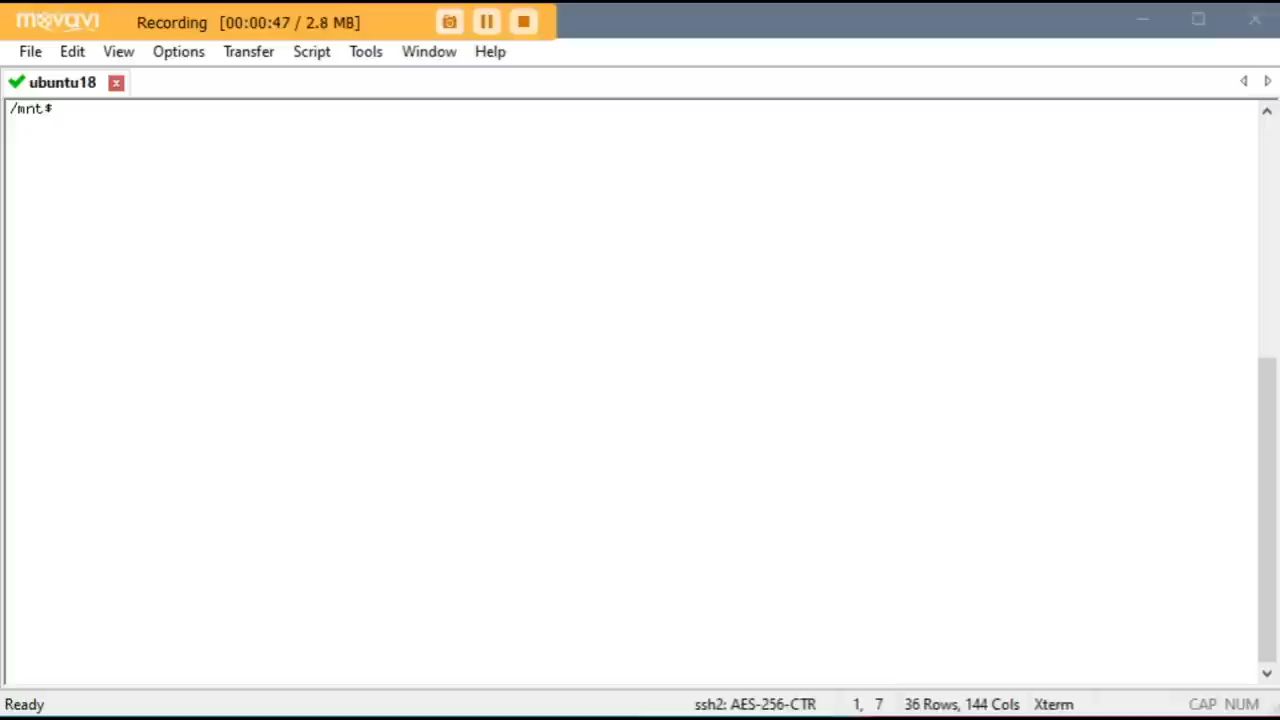 movavi Recording [00:00:47 / 2.8 MB]
File Edit View Options Transfer Script Tools Window Help
ubuntu18
/mnt$
Ready ssh2: AES-256-CTR 1, 7 36 Rows, 144 Cols Xterm CAP NUM